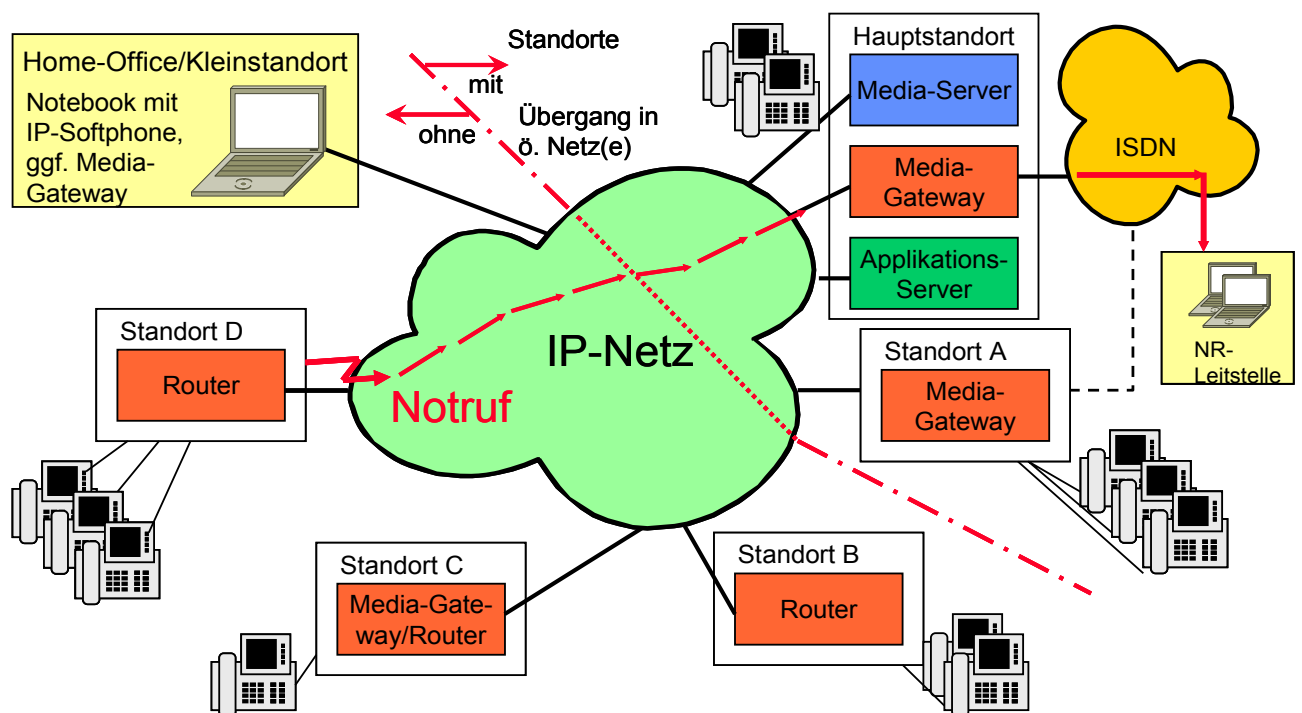 Home-Office/Kleinstandort
Notebook mit
IP-Softphone,
ggf. Media-
Gateway
Standorte
mit
ohne
Übergang in
ö. Netz(e)
Hauptstandort
Media-Server
Media-
Gateway
Applikations-
Server
ISDN
NR-
Leitstelle
Standort D
Router
IP-Netz
Notruf
Standort A
Media-
Gateway
Standort C
Media-Gate-
way/Router
Standort B
Router